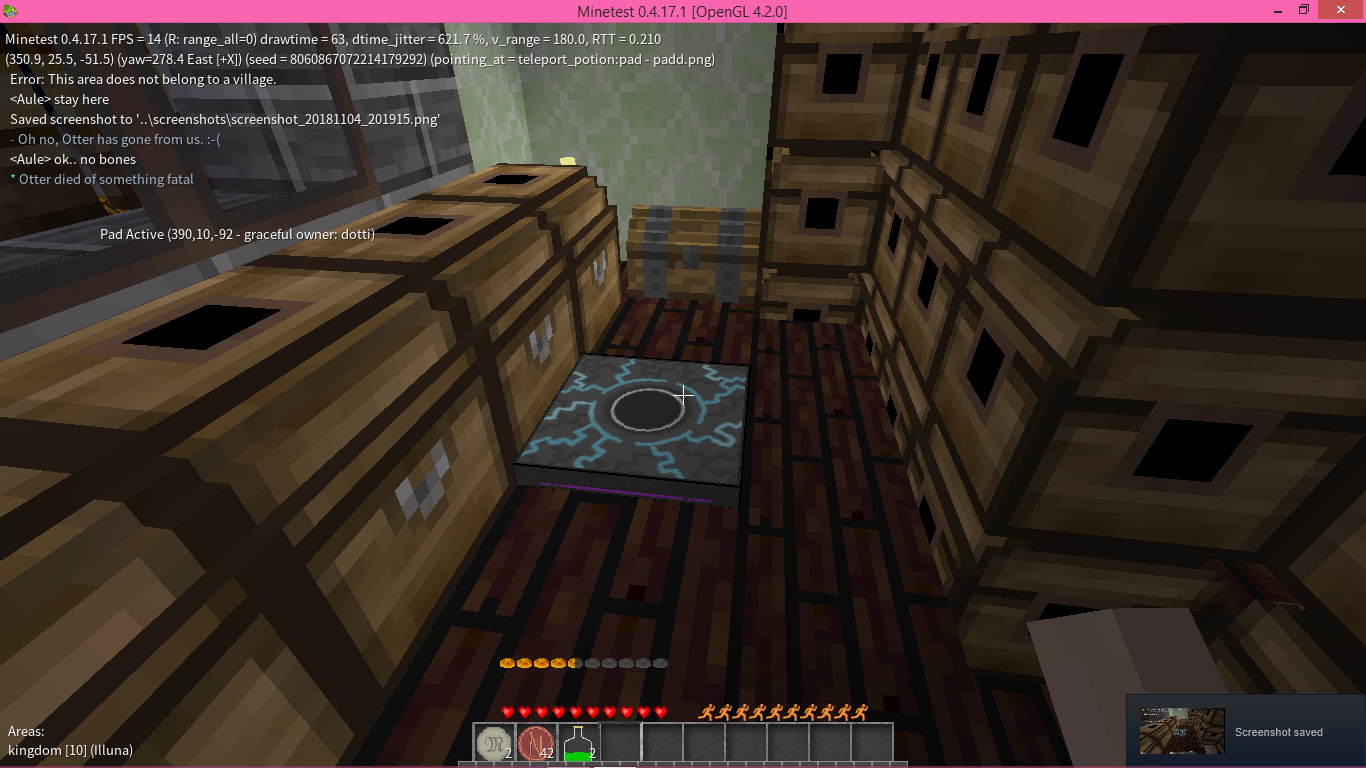 Minetest 0.4.17.1 [OpenGL 4.2.0]
Minetest 0.4.17.1 FPS = 14 (R: range_all=0) drawtime = 63, dtime_jitter = 621.7 %, v_range = 180.0, RTT = 0.210
(350.9, 25.5, -51.5) (yaw=278.4 East [+X]) (seed = 8060867072214179292) (pointing_at = teleport_potion:pad - padd.png)
Error: This area does not belong to a village.
<Aule> stay here
Saved screenshot to '..\screenshots\screenshot_20181104_201915.png'
- Oh no, Otter has gone from us. :-(
<Aule> ok.. no bones
* Otter died of something fatal
Pad Active (390,10,-92 - graceful owner: dotti)
2
42
2
Areas:
kingdom [10] (Illuna)
Screenshot saved